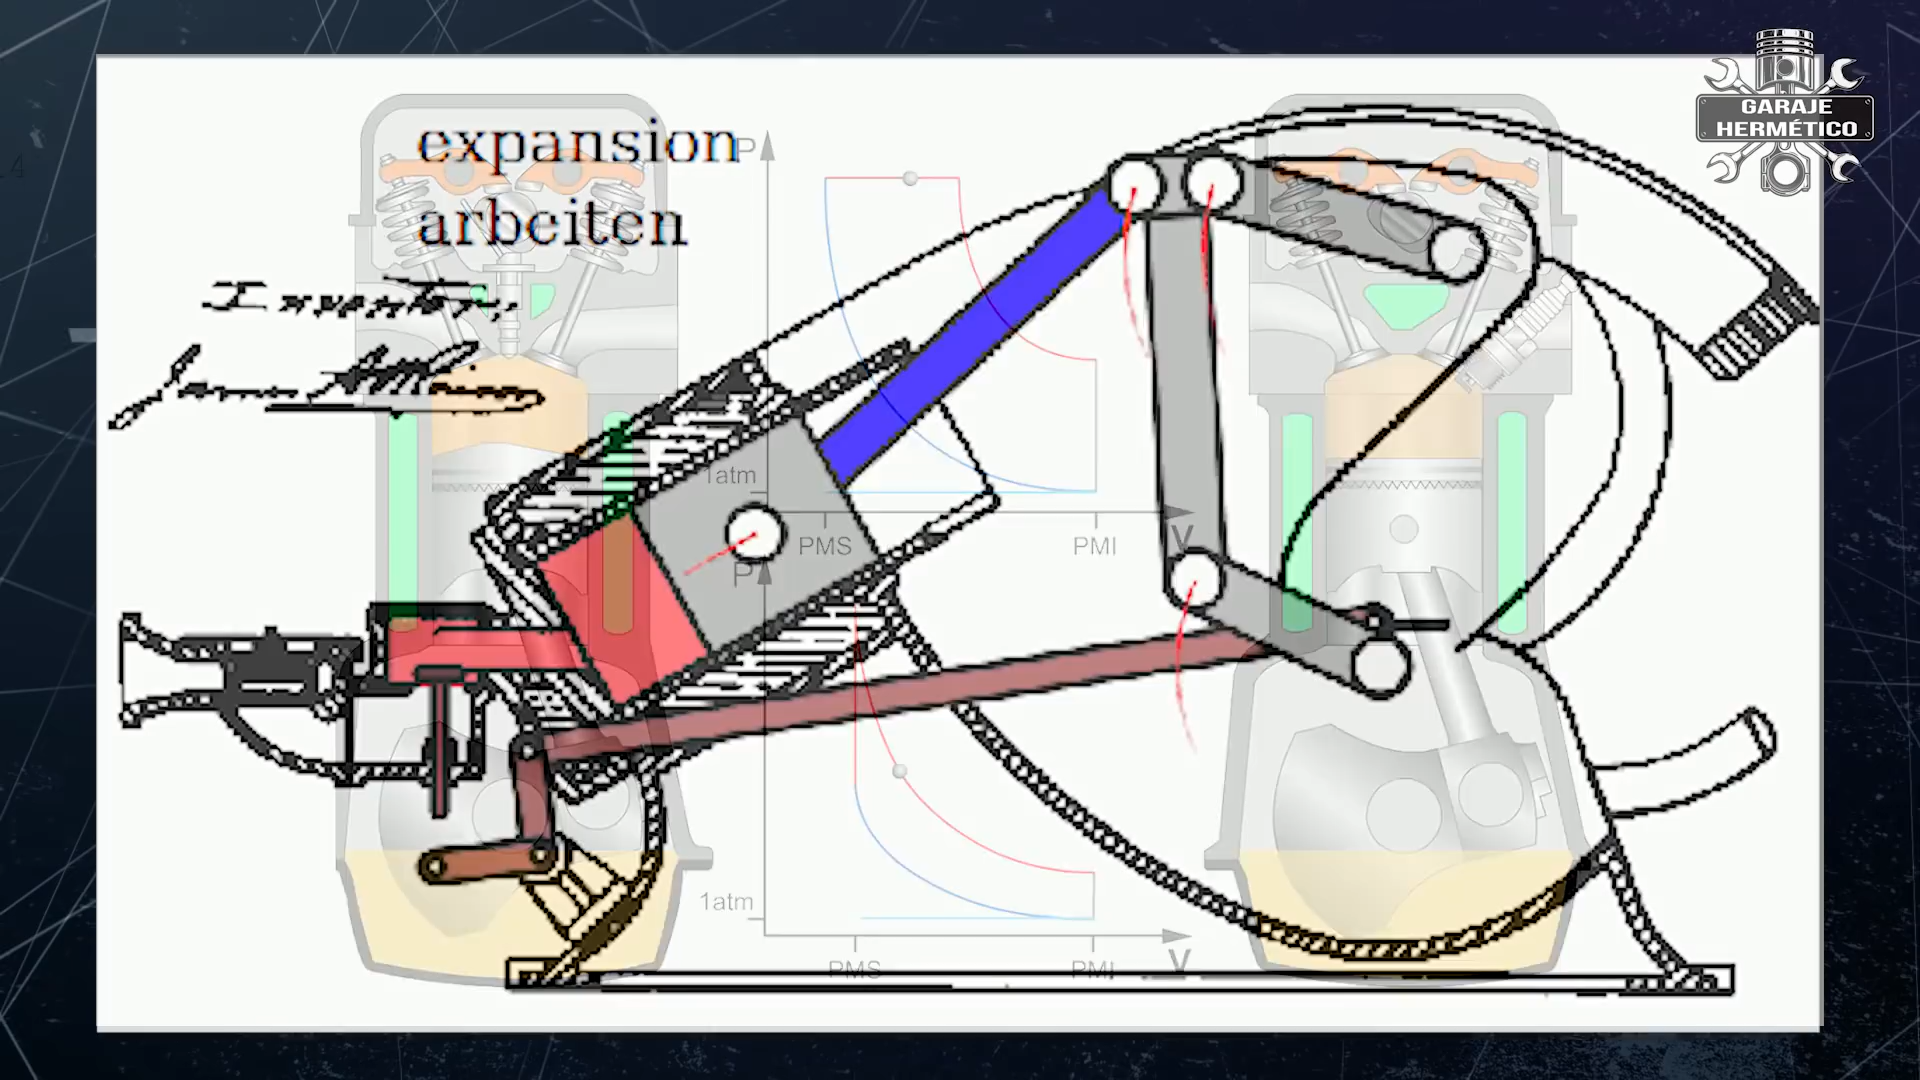 GARAJE
HERMÉTICO
expansion
arbeiten
P
1atm
PMS
PMI
V
P
1atm
PMS
PMI
V